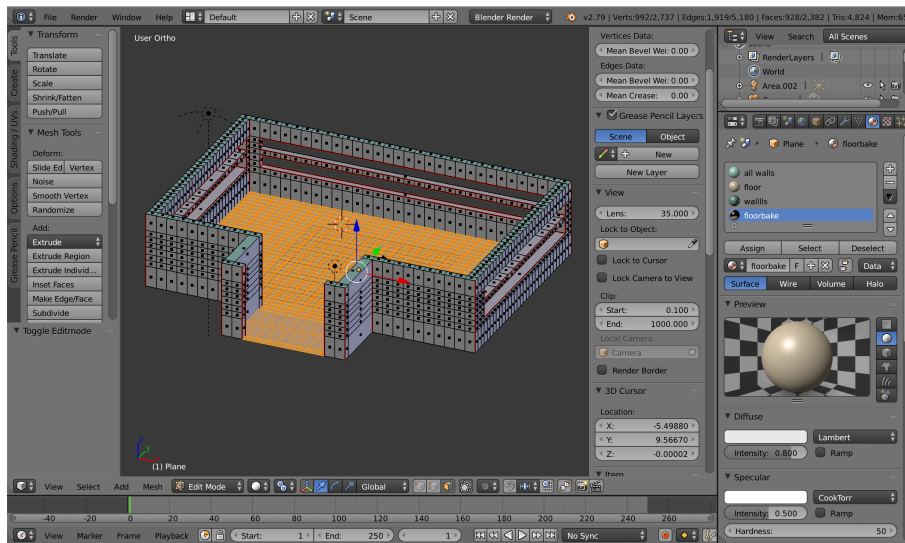 File Render Window Help Default Scene Blender Render v2.79 | Verts:992/2,737 | Edges:1,919/5,180 | Faces:928/2,382 | Tris:4,824 | Mem:65
Tools
Create
Shading / UVs
Options
Grease Pencil
Transform
Translate
Rotate
Scale
Shrink/Fatten
Push/Pull
Mesh Tools
Deform:
Slide Ed Vertex
Noise
Smooth Vertex
Randomize
Add:
Extrude
Extrude Region
Extrude Individ...
Inset Faces
Make Edge/Face
Subdivide
Toggle Editmode
User Ortho
(1) Plane
Vertices Data:
Mean Bevel Wei: 0.00
Edges Data:
Mean Bevel Wei: 0.00
Mean Crease: 0.00
Grease Pencil Layers
Scene Object
New
New Layer
View
Lens: 35.000
Lock to Object:
Lock to Cursor
Lock Camera to View
Clip:
Start: 0.100
End: 1000.000
Local Camera:
Camera
Render Border
3D Cursor
Location:
X: -5.49880
Y: 9.56670
Z: -0.00002
Item
View Search All Scenes
RenderLayers
World
Area.002
Plane floorbake
all walls
floor
wallls
floorbake
Assign Select Deselect
floorbake F Data
Surface Wire Volume Halo
Preview
Diffuse
Lambert
Intensity: 0.800 Ramp
Specular
CookTorr
Intensity: 0.500 Ramp
Hardness: 50
View Select Add Mesh Edit Mode Global
-40 -20 0 20 40 60 80 100 120 140 160 180 200 220 240 260
View Marker Frame Playback Start: 1 End: 250 1 No Sync